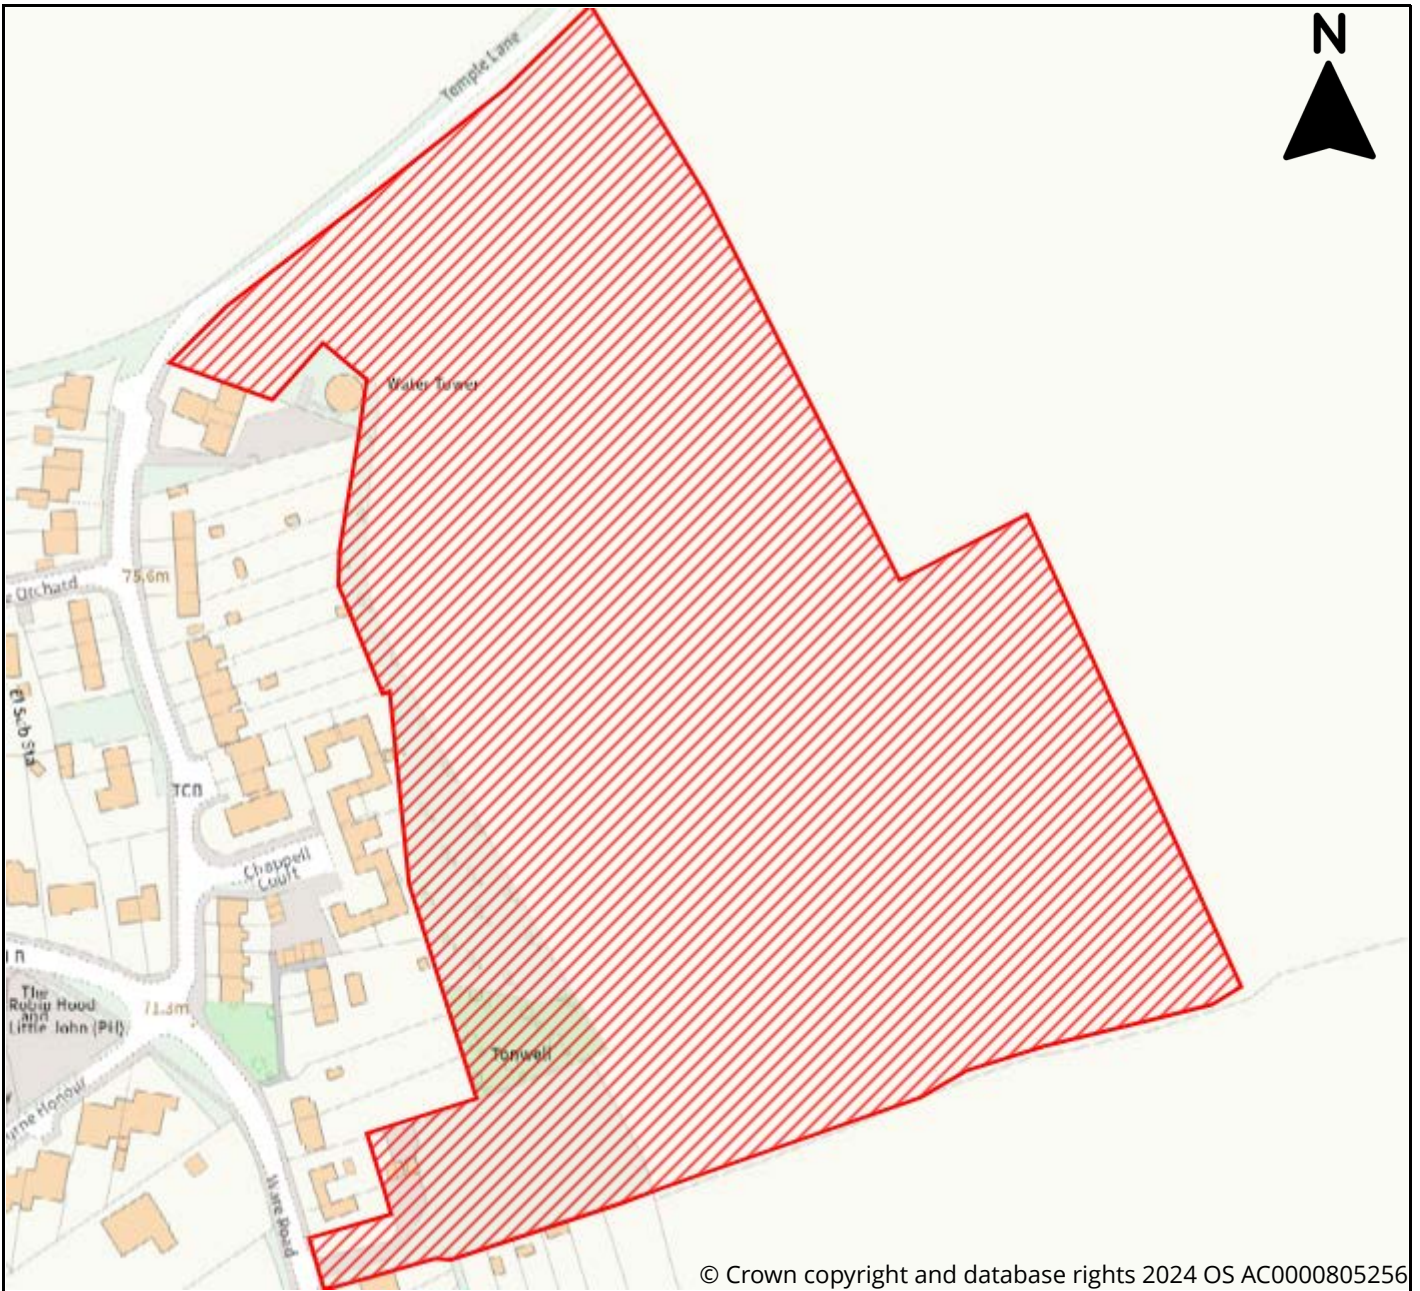 N
Temple Lane
Water Tower
75.6m
Orchard
El Sub Sta
TCB
Chappell
Court
The
Robin Hood
and
Little John (PH)
71.3m
Tonwell
Honour
Ware Road
© Crown copyright and database rights 2024 OS AC0000805256